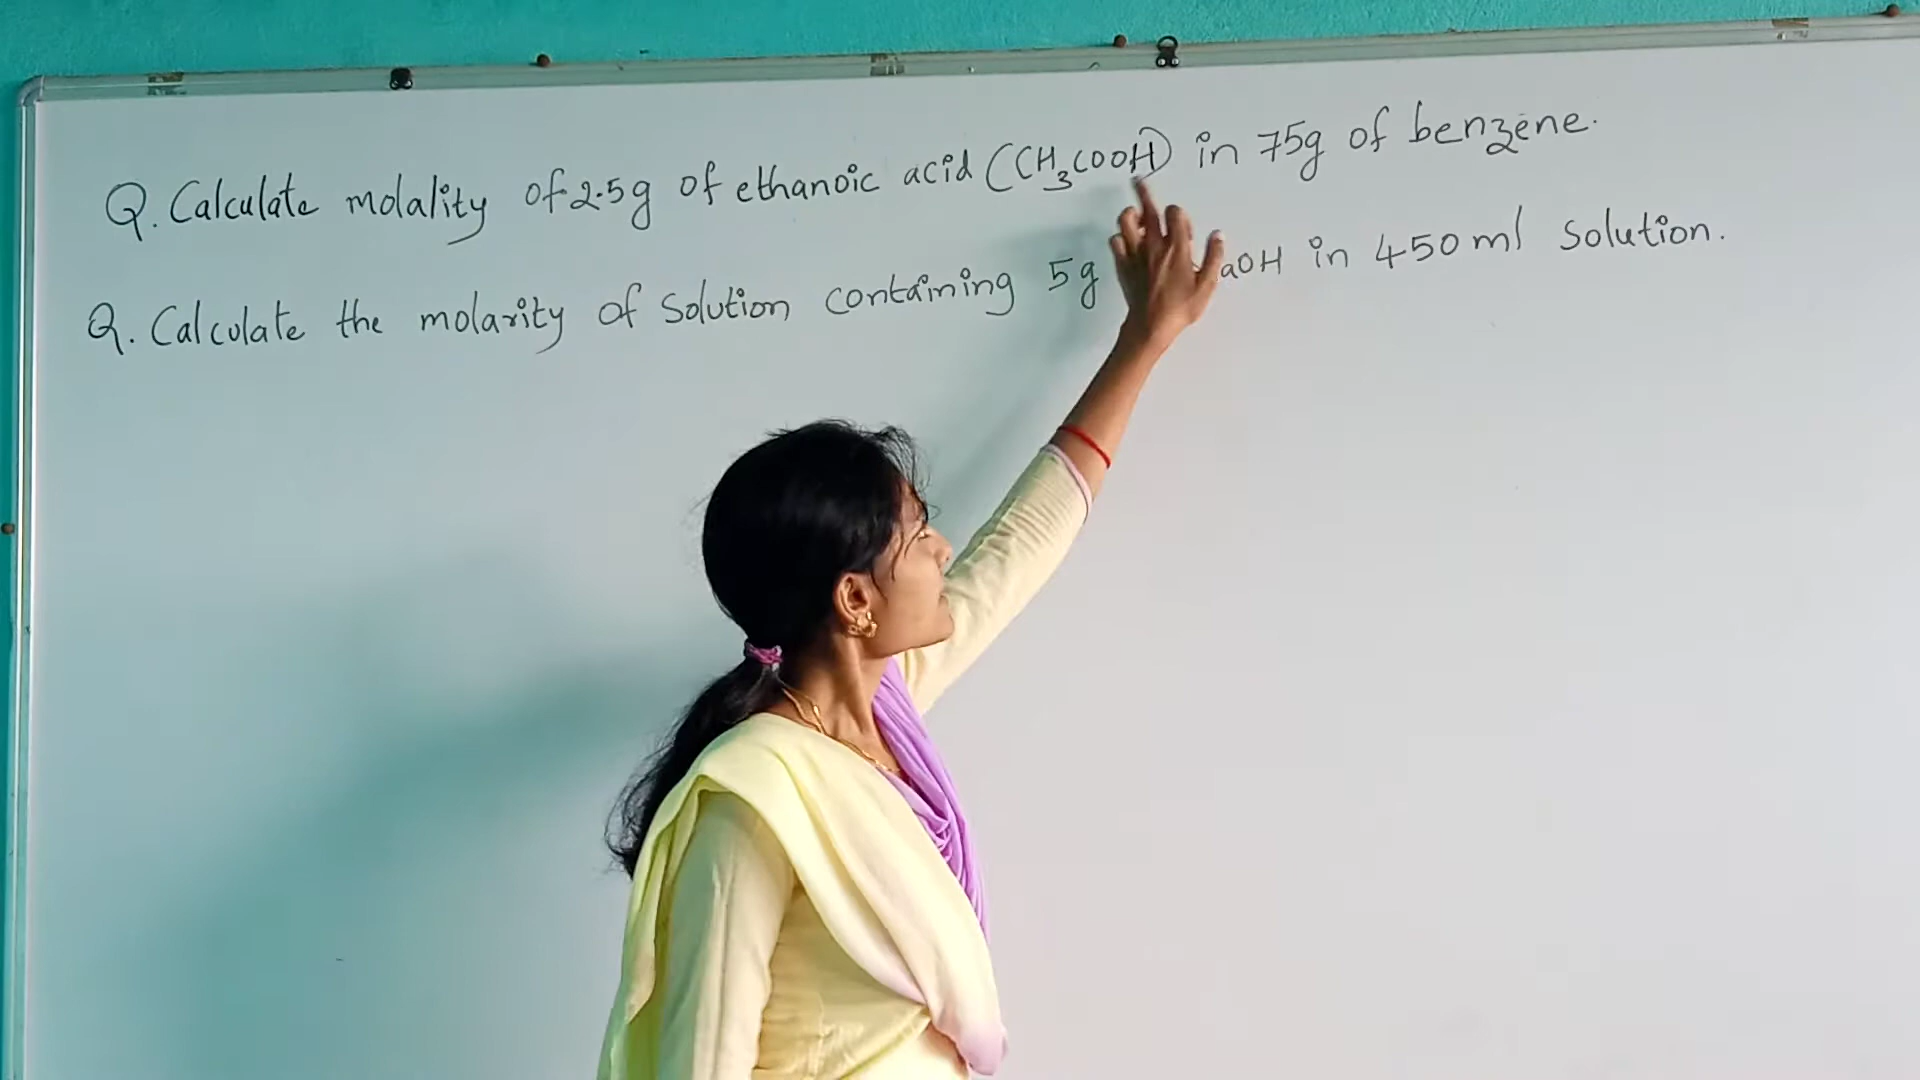 Q. Calculate molality of 2.5g of ethanoic acid (CH₃COOH) in 75g of benzene.
Q. Calculate the molarity of solution containing 5g aOH in 450ml solution.